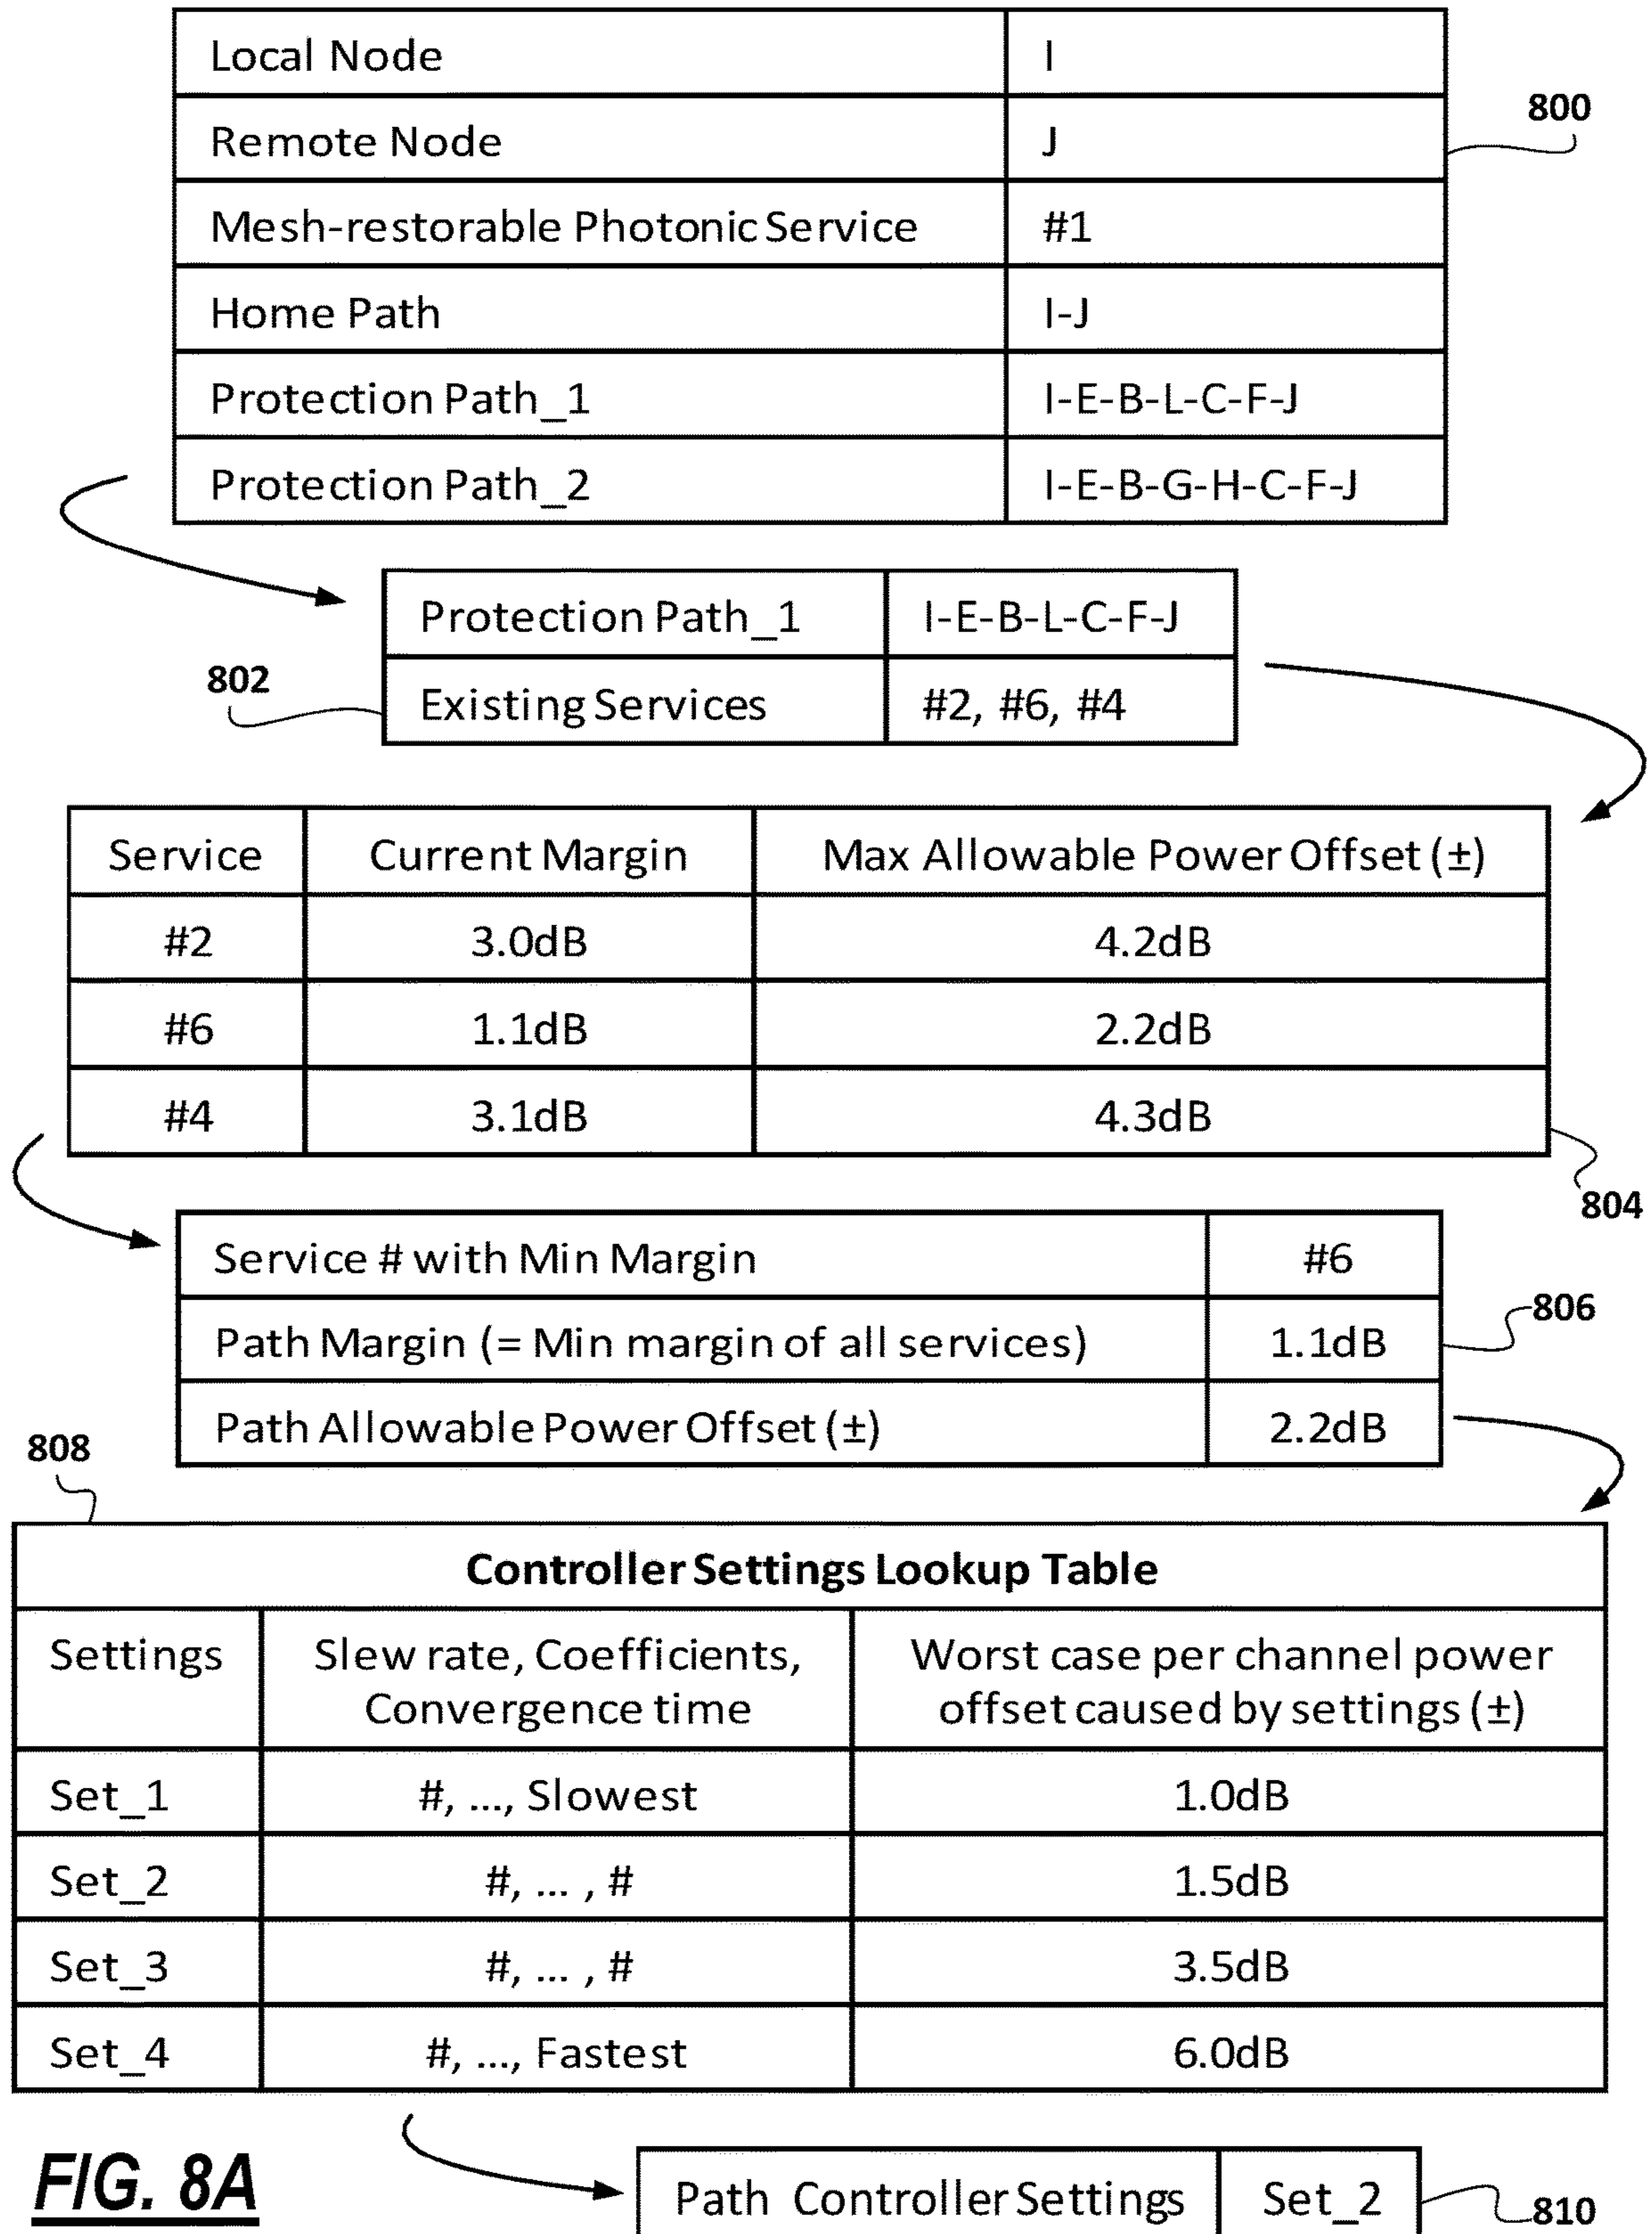 Local Node I
Remote Node J
800
Mesh-restorable Photonic Service #1
Home Path I-J
Protection Path_1 I-E-B-L-C-F-J
Protection Path_2 I-E-B-G-H-C-F-J
Protection Path_1 I-E-B-L-C-F-J
802
Existing Services #2, #6, #4
Service Current Margin Max Allowable Power Offset (±)
#2 3.0dB 4.2dB
#6 1.1dB 2.2dB
#4 3.1dB 4.3dB
804
Service # with Min Margin #6
806
Path Margin (= Min margin of all services) 1.1dB
Path Allowable Power Offset (±) 2.2dB
808
Controller Settings Lookup Table
Settings Slew rate, Coefficients, Worst case per channel power
Convergence time offset caused by settings (±)
Set_1 #, ..., Slowest 1.0dB
Set_2 #, ... , # 1.5dB
Set_3 #, ... , # 3.5dB
Set_4 #, ..., Fastest 6.0dB
FIG. 8A
Path Controller Settings Set_2
810